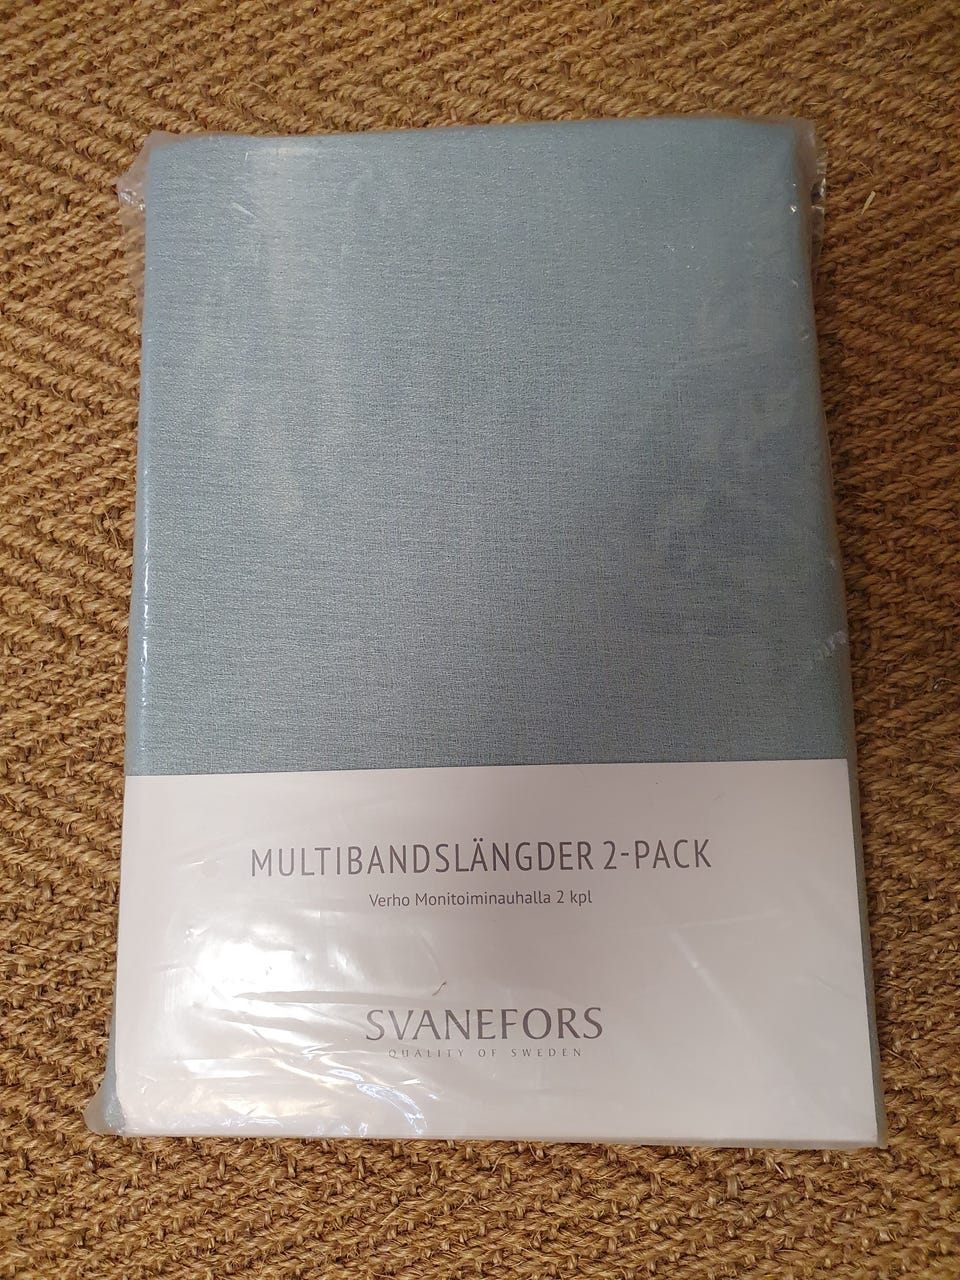 MULTIBANDSLÄNGDER 2-PACK
Verho Monitoiminauhalla 2 kpl
SVANEFORS
QUALITY OF SWEDEN